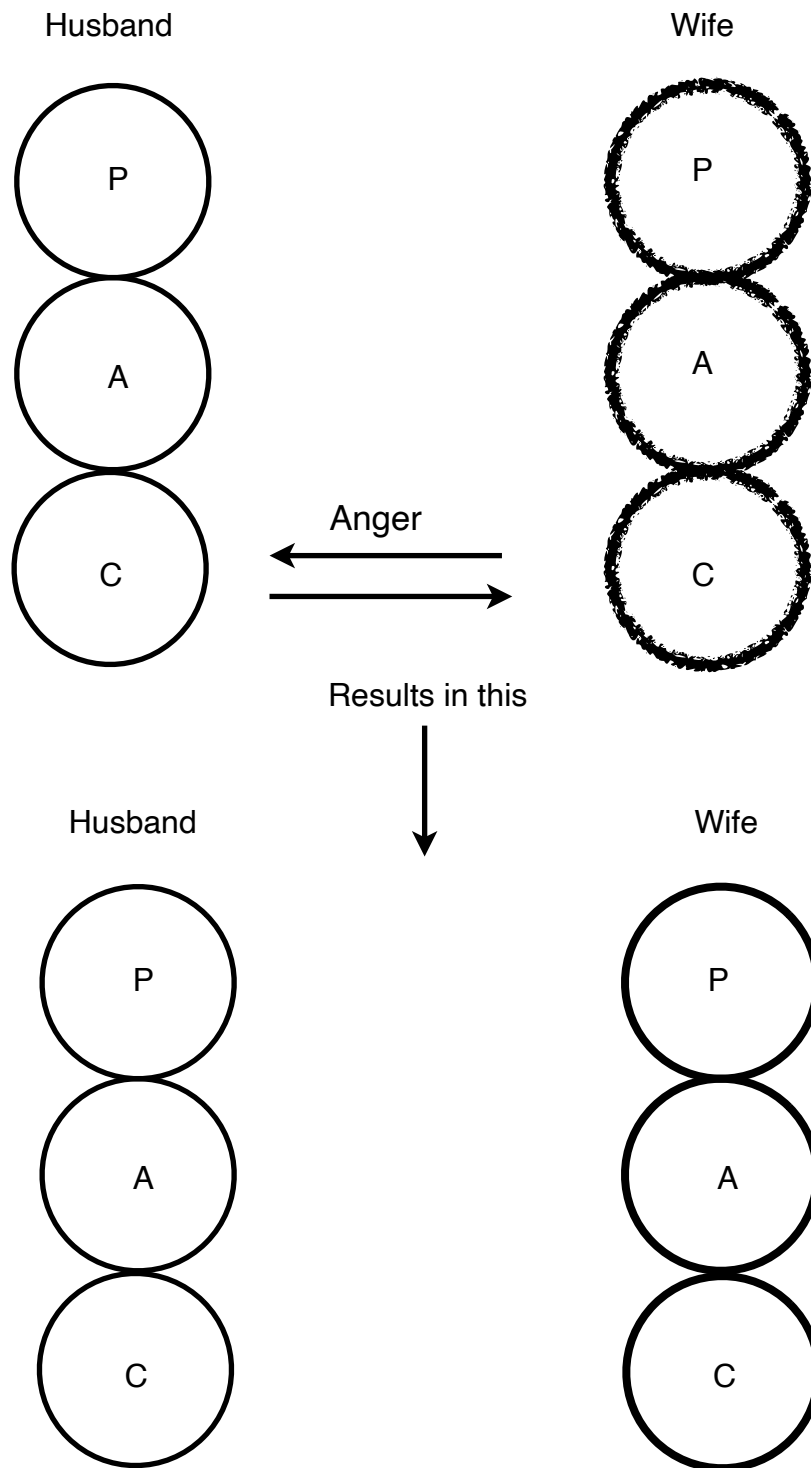 Husband Wife
P P
A A
Anger
C C
Results in this
Husband Wife
P P
A A
C C